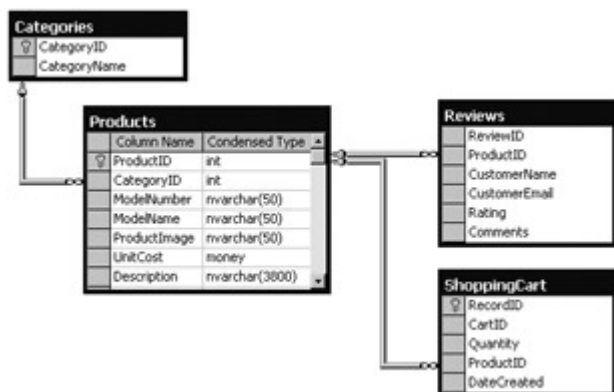 Categories
CategoryID
CategoryName
Products
Column Name Condensed Type
ProductID int
CategoryID int
ModelNumber nvarchar(50)
ModelName nvarchar(50)
ProductImage nvarchar(50)
UnitCost money
Description nvarchar(3800)
Reviews
ReviewID
ProductID
CustomerName
CustomerEmail
Rating
Comments
ShoppingCart
RecordID
CartID
Quantity
ProductID
DateCreated